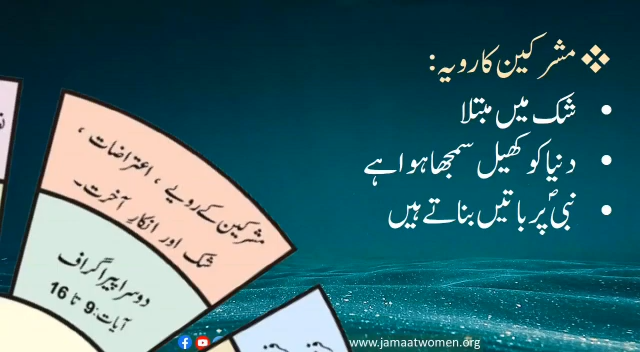 مشرکین کا رویہ:
شک میں مبتلا
دنیا کو کھیل سمجھا ہوا ہے
نبیؐ پر باتیں بناتے ہیں
مشرکین کے رویے ، اعتراضات ،
شک اور انکارِ آخرت۔
دوسرا پیراگراف
آیات:9 تا 16
www.jamaatwomen.org